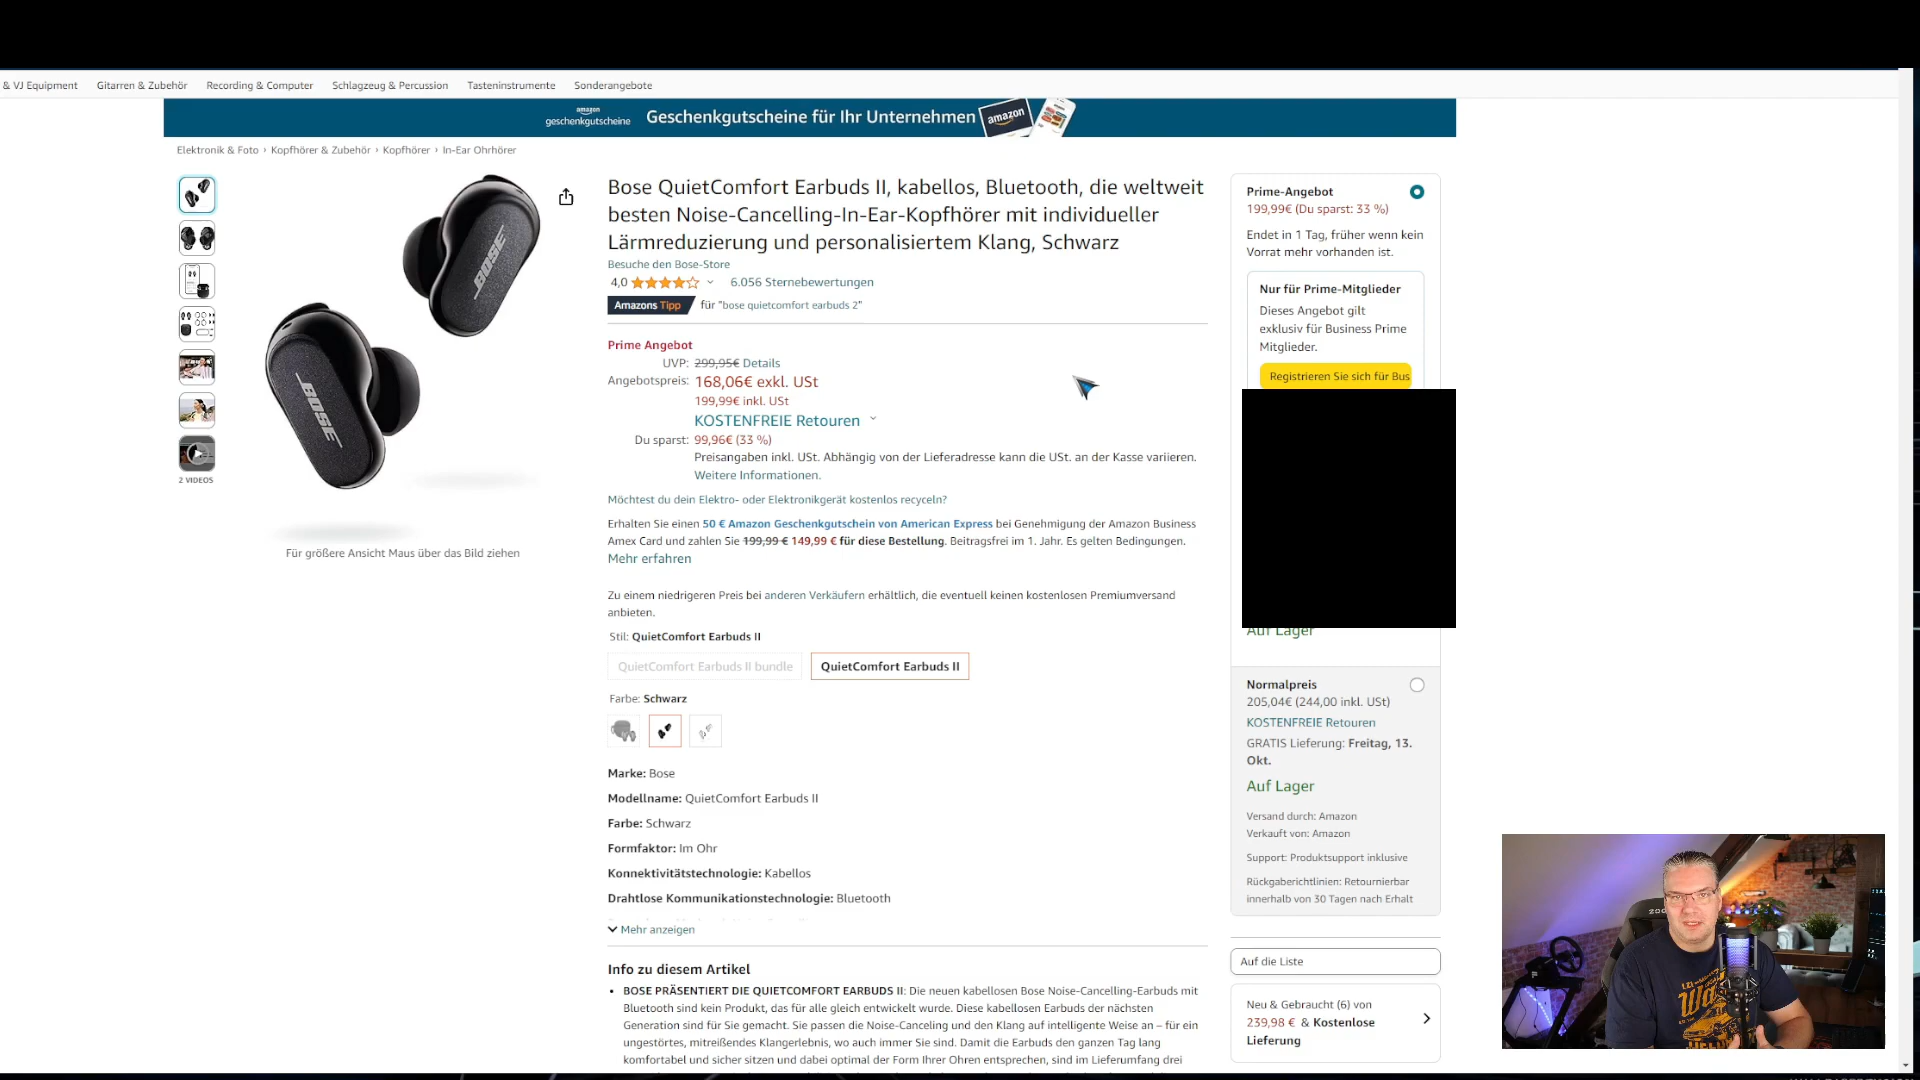 & VJ Equipment Gitarren & Zubehör Recording & Computer Schlagzeug & Percussion Tasteninstrumente Sonderangebote
amazon
geschenkgutscheine
Geschenkgutscheine für Ihr Unternehmen
amazon
Elektronik & Foto › Kopfhörer & Zubehör › Kopfhörer › In-Ear Ohrhörer
BOSE
BOSE
2 VIDEOS
Für größere Ansicht Maus über das Bild ziehen
Bose QuietComfort Earbuds II, kabellos, Bluetooth, die weltweit
besten Noise-Cancelling-In-Ear-Kopfhörer mit individueller
Lärmreduzierung und personalisiertem Klang, Schwarz
Besuche den Bose-Store
4,0 6.056 Sternebewertungen
Amazons Tipp für "bose quietcomfort earbuds 2"
Prime Angebot
UVP: 299,95€ Details
Angebotspreis: 168,06€ exkl. USt
199,99€ inkl. USt
KOSTENFREIE Retouren
Du sparst: 99,96€ (33 %)
Preisangaben inkl. USt. Abhängig von der Lieferadresse kann die USt. an der Kasse variieren.
Weitere Informationen.
Möchtest du dein Elektro- oder Elektronikgerät kostenlos recyceln?
Erhalten Sie einen 50 € Amazon Geschenkgutschein von American Express bei Genehmigung der Amazon Business
Amex Card und zahlen Sie 199,99 € 149,99 € für diese Bestellung. Beitragsfrei im 1. Jahr. Es gelten Bedingungen.
Mehr erfahren
Zu einem niedrigeren Preis bei anderen Verkäufern erhältlich, die eventuell keinen kostenlosen Premiumversand
anbieten.
Stil: QuietComfort Earbuds II
QuietComfort Earbuds II bundle QuietComfort Earbuds II
Farbe: Schwarz
Marke: Bose
Modellname: QuietComfort Earbuds II
Farbe: Schwarz
Formfaktor: Im Ohr
Konnektivitätstechnologie: Kabellos
Drahtlose Kommunikationstechnologie: Bluetooth
Mehr anzeigen
Info zu diesem Artikel
• BOSE PRÄSENTIERT DIE QUIETCOMFORT EARBUDS II: Die neuen kabellosen Bose Noise-Cancelling-Earbuds mit
Bluetooth sind kein Produkt, das für alle gleich entwickelt wurde. Diese kabellosen Earbuds der nächsten
Generation sind für Sie gemacht. Sie passen die Noise-Canceling und den Klang auf intelligente Weise an – für ein
ungestörtes, mitreißendes Klangerlebnis, wo auch immer Sie sind. Damit die Earbuds den ganzen Tag lang
komfortabel und sicher sitzen und dabei optimal der Form Ihrer Ohren entsprechen, sind im Lieferumfang drei
Prime-Angebot
199,99€ (Du sparst: 33 %)
Endet in 1 Tag, früher wenn kein
Vorrat mehr vorhanden ist.
Nur für Prime-Mitglieder
Dieses Angebot gilt
exklusiv für Business Prime
Mitglieder.
Registrieren Sie sich für Bus
Auf Lager
Normalpreis
205,04€ (244,00 inkl. USt)
KOSTENFREIE Retouren
GRATIS Lieferung: Freitag, 13.
Okt.
Auf Lager
Versand durch: Amazon
Verkauft von: Amazon
Support: Produktsupport inklusive
Rückgaberichtlinien: Retournierbar
innerhalb von 30 Tagen nach Erhalt
Auf die Liste
Neu & Gebraucht (6) von
239,98 € & Kostenlose
Lieferung